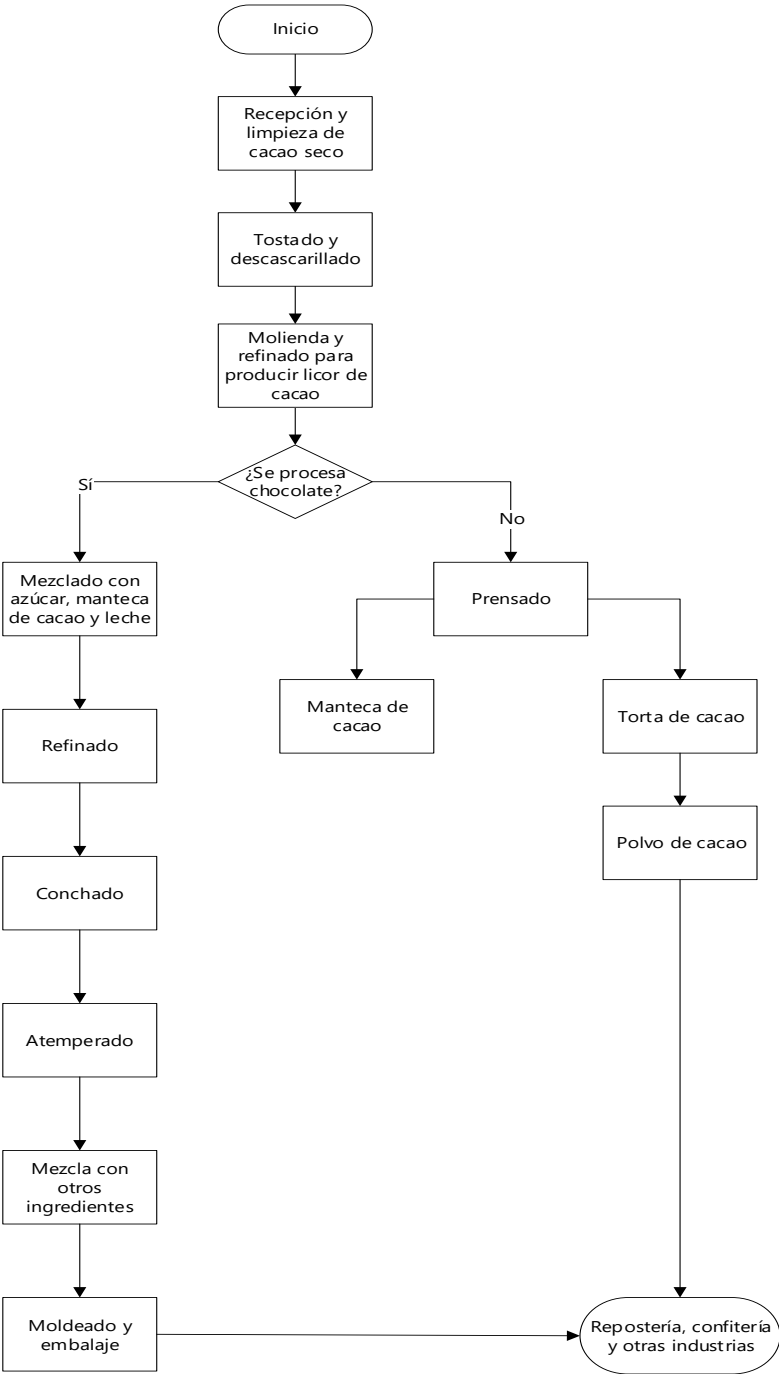 Inicio
Recepción y
limpieza de
cacao seco
Tostado y
descascarillado
Molienda y
refinado para
producir licor de
cacao
¿Se procesa
chocolate?
Sí
No
Mezclado con
azúcar, manteca
de cacao y leche
Prensado
Manteca de
cacao
Torta de cacao
Refinado
Polvo de cacao
Conchado
Atemperado
Mezcla con
otros
ingredientes
Moldeado y
embalaje
Repostería, confitería
y otras industrias